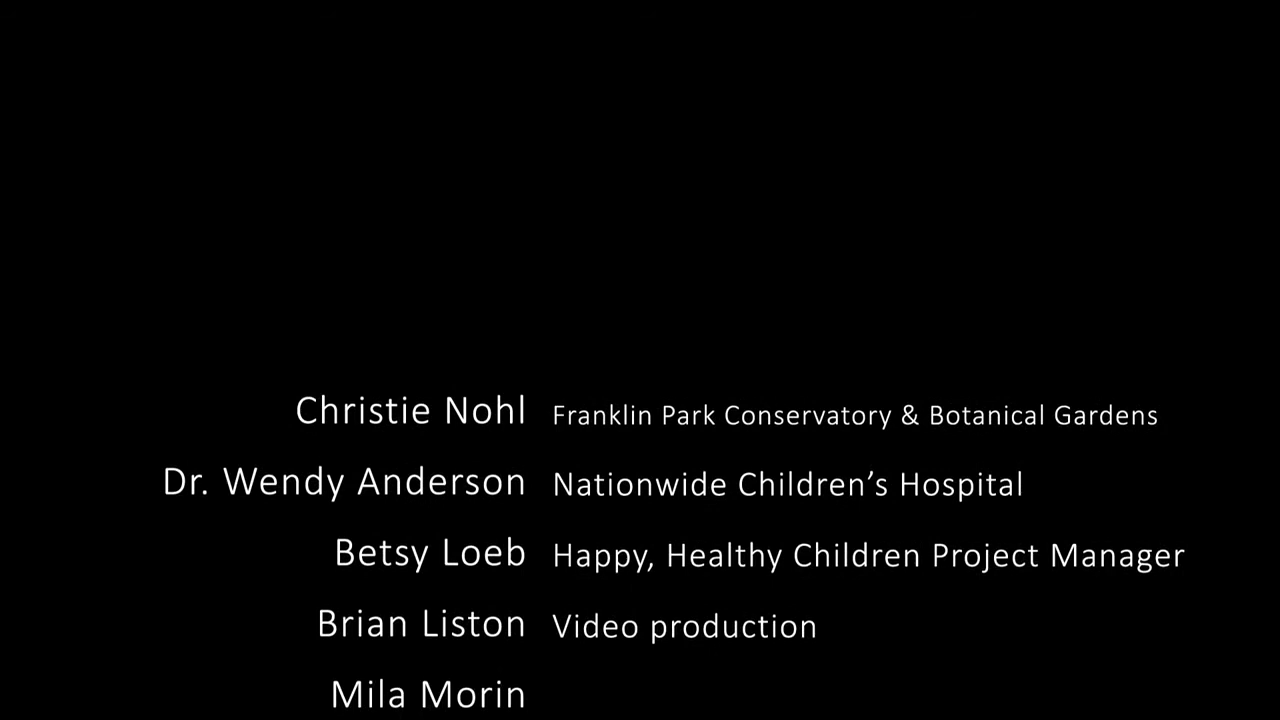 Christie Nohl Franklin Park Conservatory & Botanical Gardens
Dr. Wendy Anderson Nationwide Children’s Hospital
Betsy Loeb Happy, Healthy Children Project Manager
Brian Liston Video production
Mila Morin